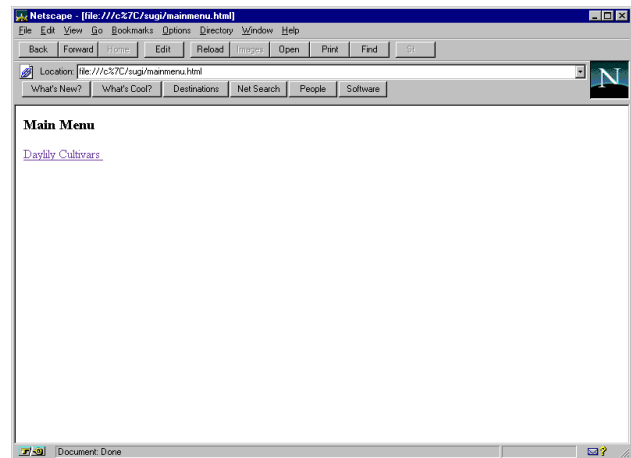 Netscape - [file:///c%7C/sugi/mainmenu.html]
File Edit View Go Bookmarks Options Directory Window Help
Back Forward Home Edit Reload Images Open Print Find St
Location: file:///c%7C/sugi/mainmenu.html
N
What's New? What's Cool? Destinations Net Search People Software
Main Menu
Daylily Cultivars
Document: Done
?